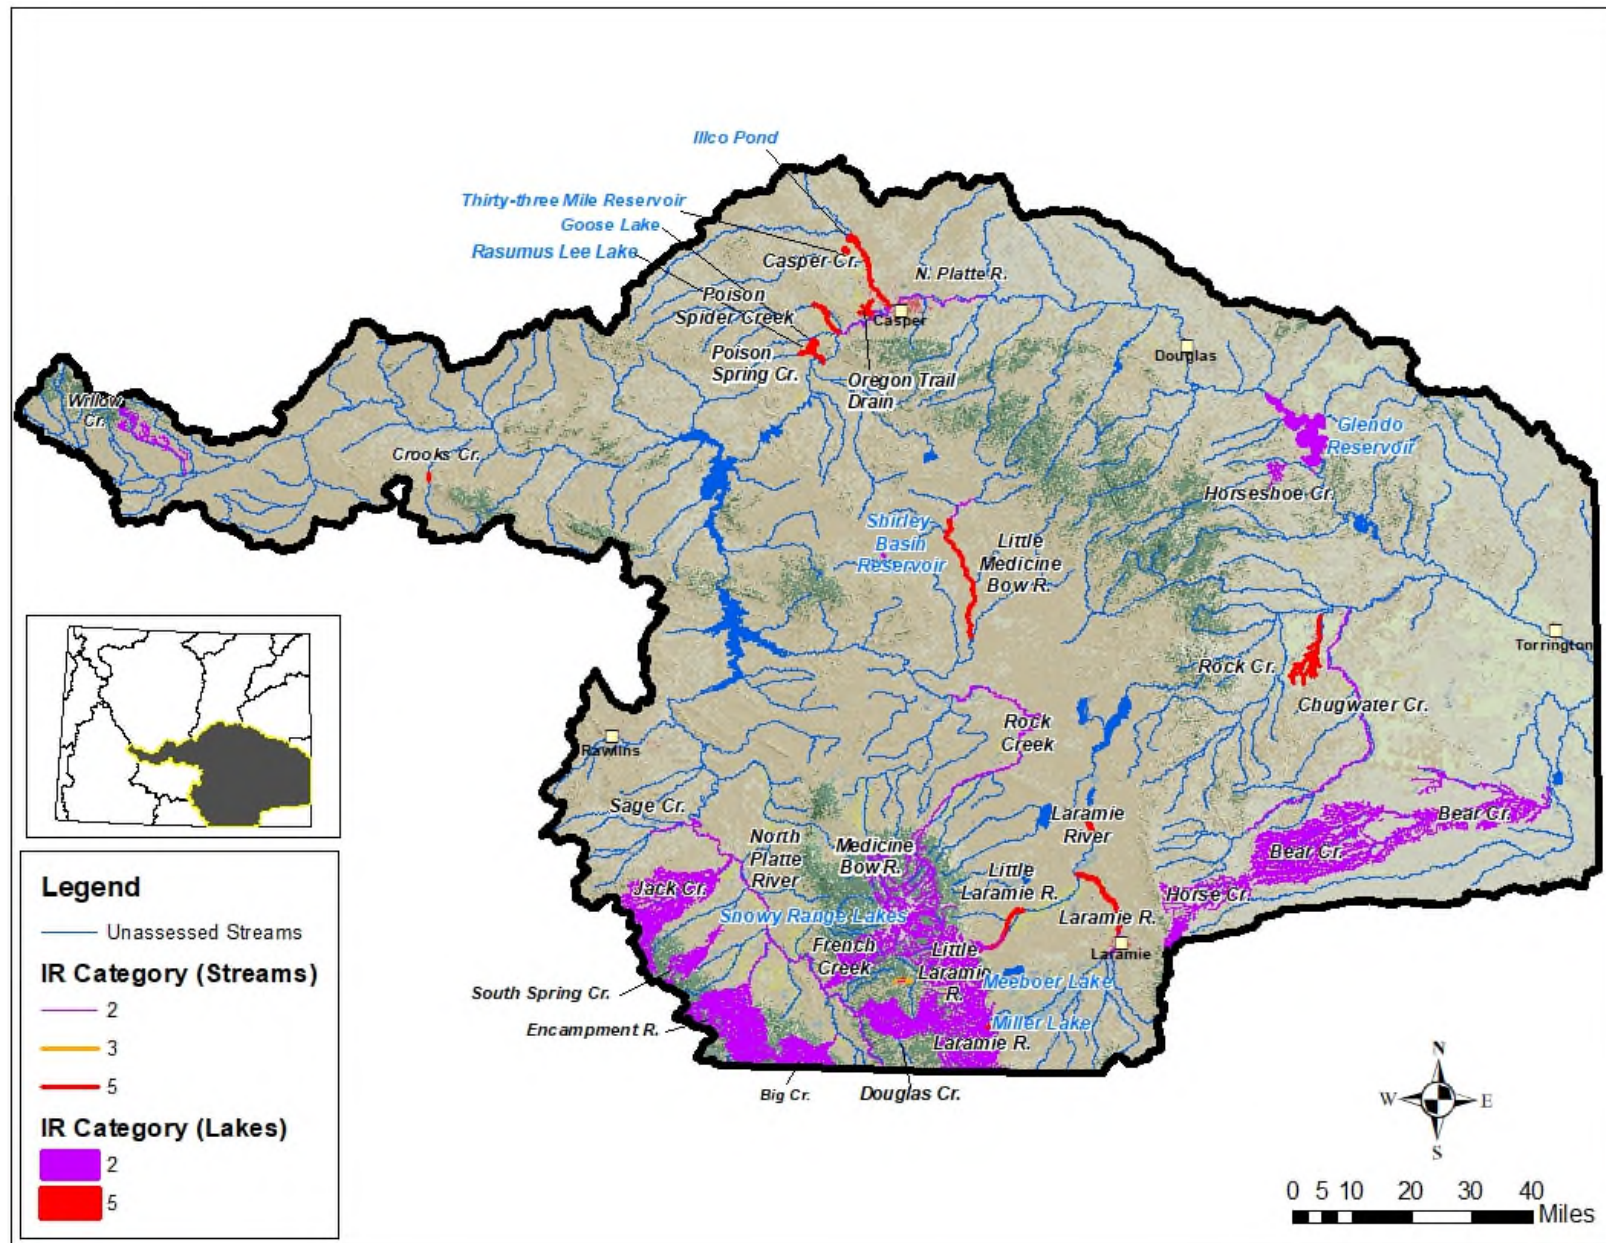 Illco Pond
Thirty-three Mile Reservoir
Goose Lake
Rasumus Lee Lake
Casper Cr.
N. Platte R.
Poison
Spider Creek
Casper
Poison
Spring Cr.
Oregon Trail
Drain
Douglas
Willow
Cr.
Crooks Cr.
Glendo
Reservoir
Horseshoe Cr.
Shirley
Basin
Reservoir
Little
Medicine
Bow R.
Torrington
Rock Cr.
Chugwater Cr.
Rock
Creek
Rawlins
Sage Cr.
North
Platte
River
Medicine
Bow R.
Laramie
River
Bear Cr.
Bear Cr.
Little
Laramie R.
Jack Cr.
Horse Cr.
Snowy Range Lakes
Laramie R.
French
Creek
Little
Laramie
R.
Laramie
Meeboer Lake
South Spring Cr.
Encampment R.
Miller Lake
Laramie R.
Big Cr.
Douglas Cr.
Legend
Unassessed Streams
IR Category (Streams)
2
3
5
IR Category (Lakes)
2
5
N
W
E
S
0 5 10 20 30 40
Miles